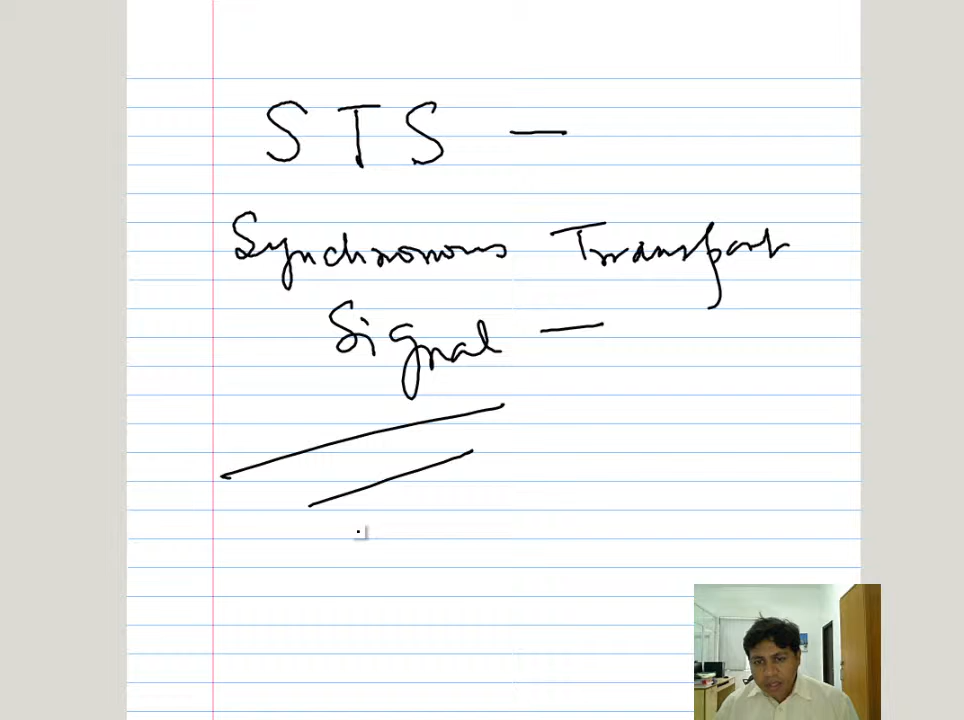 STS —
Synchronous Transport
Signal —